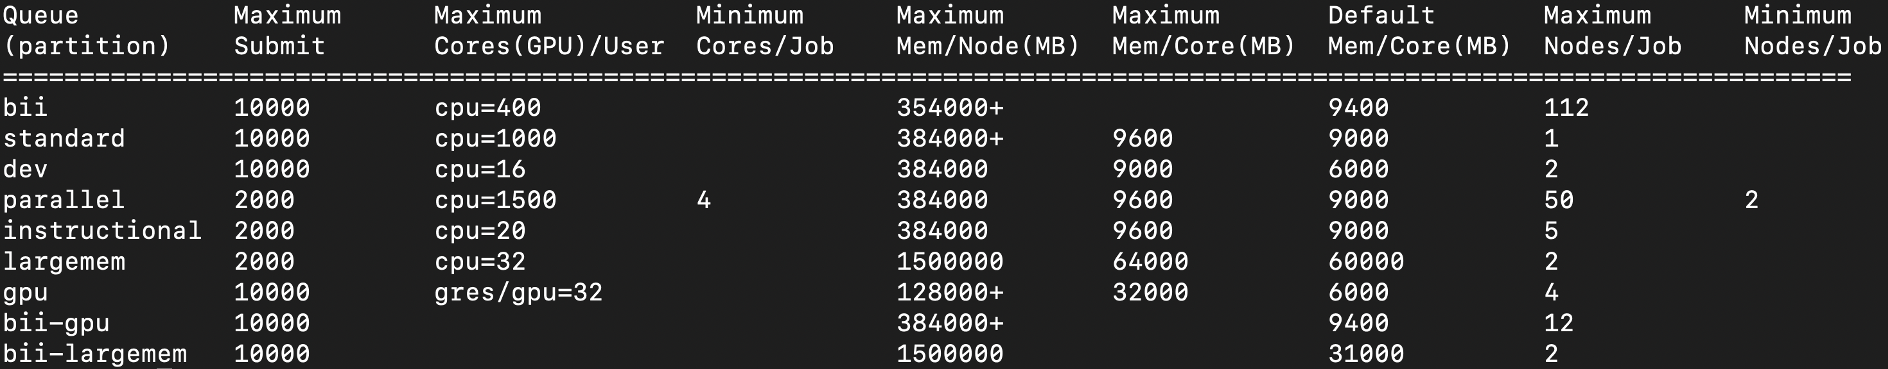 Queue          Maximum      Maximum          Minimum      Maximum       Maximum       Default       Maximum      Minimum
(partition)    Submit       Cores(GPU)/User  Cores/Job    Mem/Node(MB)  Mem/Core(MB)  Mem/Core(MB)  Nodes/Job    Nodes/Job
========================================================================================================================
bii            10000        cpu=400                       354000+                     9400          112
standard       10000        cpu=1000                      384000+       9600          9000          1
dev            10000        cpu=16                        384000        9000          6000          2
parallel       2000         cpu=1500         4            384000        9600          9000          50           2
instructional  2000         cpu=20                        384000        9600          9000          5
largemem       2000         cpu=32                        1500000       64000         60000         2
gpu            10000        gres/gpu=32                   128000+       32000         6000          4
bii-gpu        10000                                      384000+                     9400          12
bii-largemem   10000                                      1500000                     31000         2